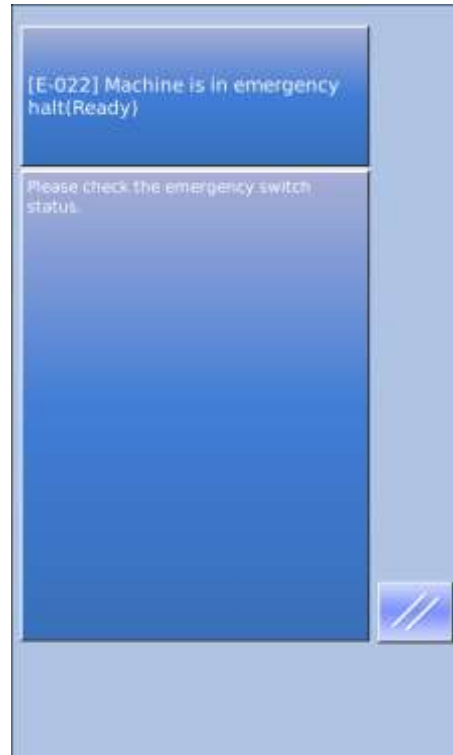 [E-022] Machine is in emergency
halt(Ready)
Please check the emergency switch
status.